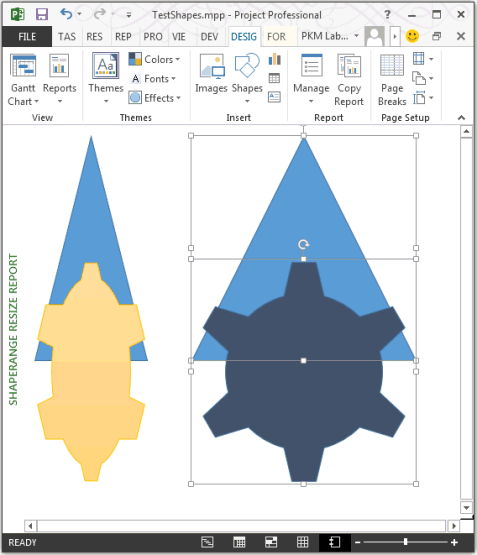 TestShapes.mpp - Project Professional
FILE TAS RES REP PRO VIE DEV DESIG FOR PKM Lab...
Gantt Chart Reports Themes Colors Fonts Effects Images Shapes Manage Copy Report Page Breaks
View Themes Insert Report Page Setup
SHAPERANGE RESIZE REPORT
READY